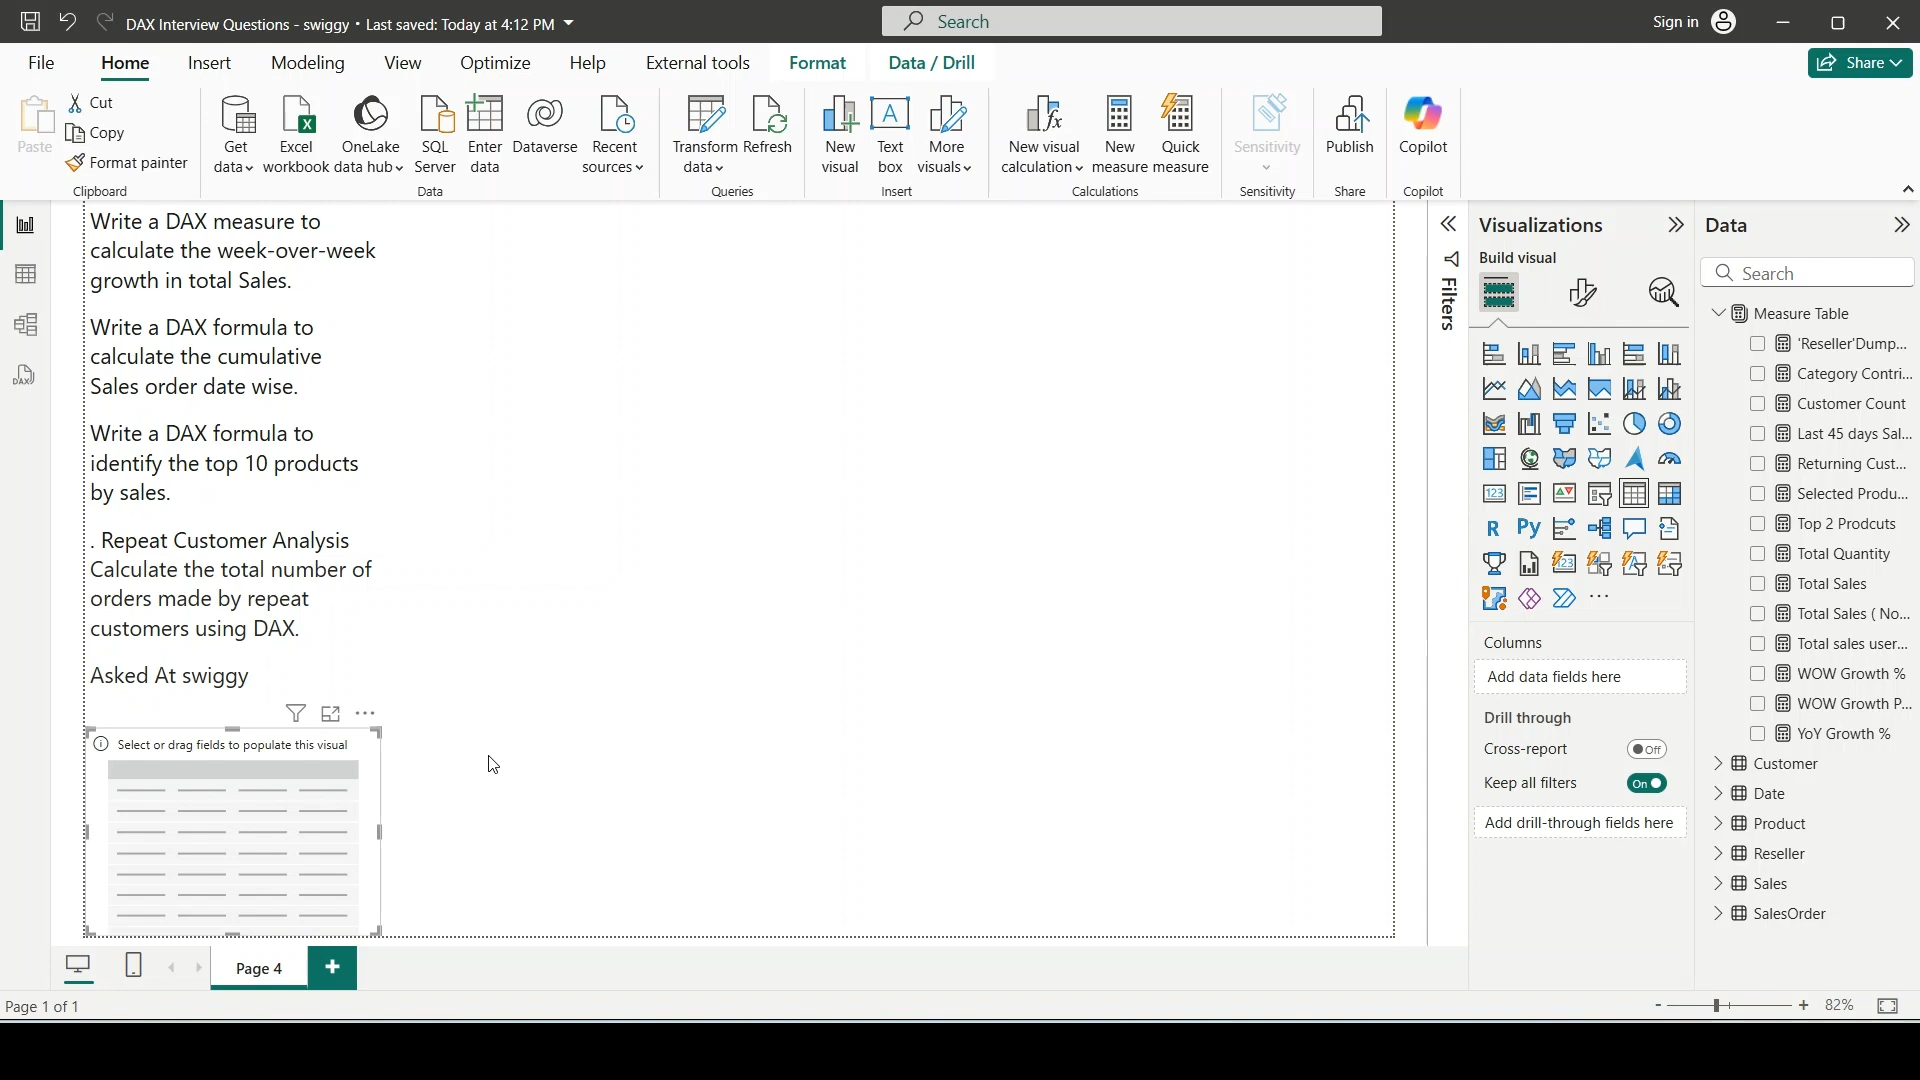 DAX Interview Questions - swiggy • Last saved: Today at 4:12 PM
Search
Sign in
File
Home
Insert
Modeling
View
Optimize
Help
External tools
Format
Data / Drill
Share
Paste
Cut
Copy
Format painter
Clipboard
Get data
Excel workbook
OneLake data hub
SQL Server
Enter data
Dataverse
Recent sources
Data
Transform data
Refresh
Queries
New visual
Text box
More visuals
Insert
New visual calculation
New measure
Quick measure
Calculations
Sensitivity
Sensitivity
Publish
Share
Copilot
Copilot
Write a DAX measure to
calculate the week-over-week
growth in total Sales.
Write a DAX formula to
calculate the cumulative
Sales order date wise.
Write a DAX formula to
identify the top 10 products
by sales.
. Repeat Customer Analysis
Calculate the total number of
orders made by repeat
customers using DAX.
Asked At swiggy
Select or drag fields to populate this visual
Filters
Visualizations
Build visual
123
R
Py
123
Columns
Add data fields here
Drill through
Cross-report
Off
Keep all filters
On
Add drill-through fields here
Data
Search
Measure Table
'Reseller'Dump...
Category Contri...
Customer Count
Last 45 days Sal...
Returning Cust...
Selected Produ...
Top 2 Prodcuts
Total Quantity
Total Sales
Total Sales ( No...
Total sales user...
WOW Growth %
WOW Growth P...
YoY Growth %
Customer
Date
Product
Reseller
Sales
SalesOrder
DAX
Page 4
Page 1 of 1
82%